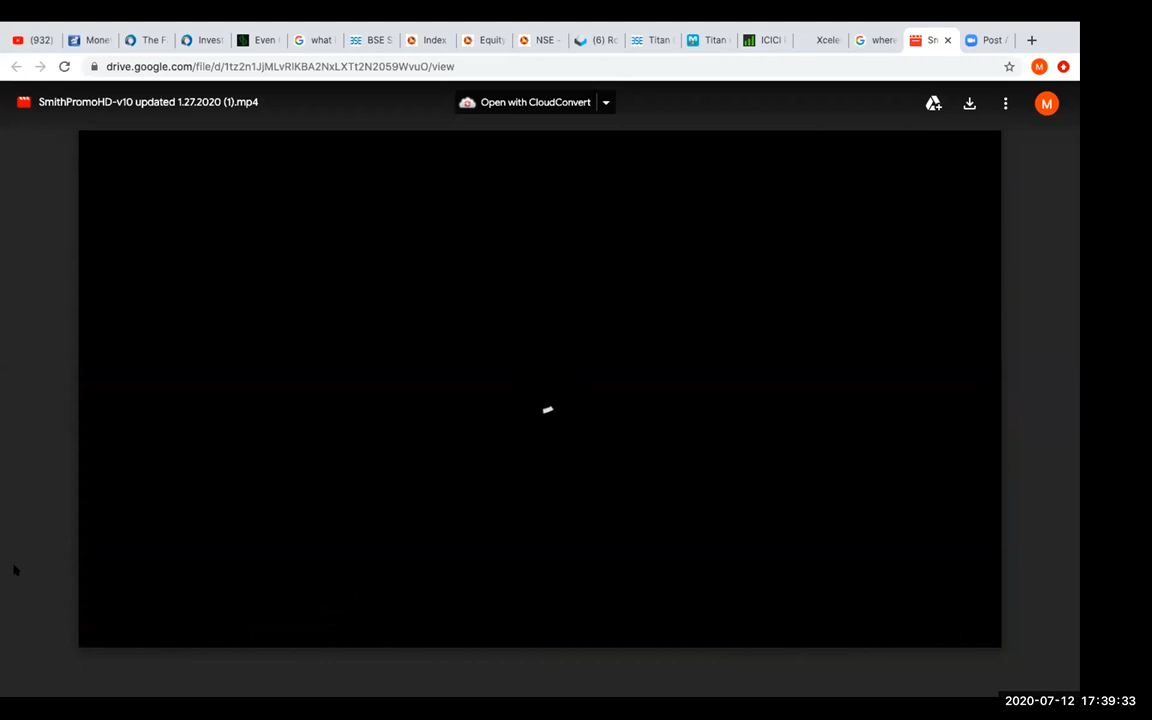 (932) Mone The F Invest Even what BSE S Index Equity NSE - (6) Ro Titan Titan ICICI Xcele where Sn Post /
drive.google.com/file/d/1tz2n1JjMLvRlKBA2NxLXTt2N2059WvuO/view M
SmithPromoHD-v10 updated 1.27.2020 (1).mp4 Open with CloudConvert M
2020-07-12 17:39:33